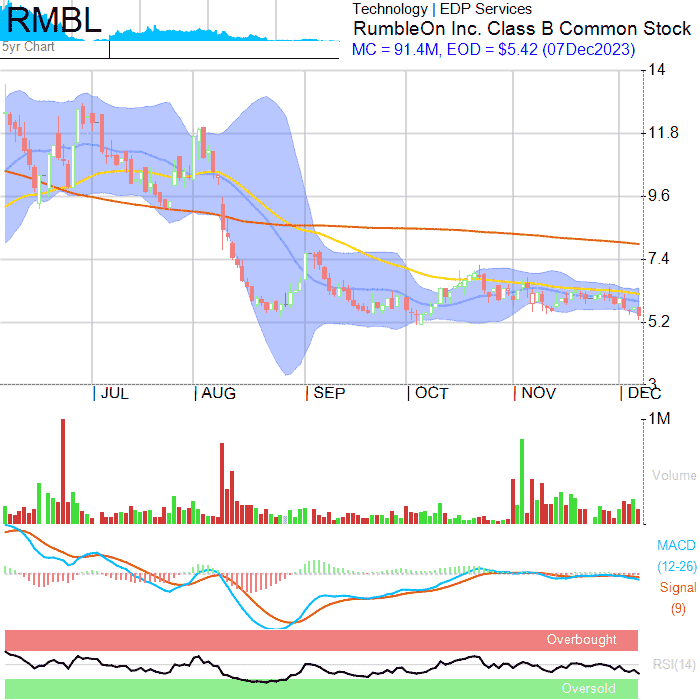 RMBL
5yr Chart
Technology | EDP Services
RumbleOn Inc. Class B Common Stock
MC = 91.4M, EOD = $5.42 (07Dec2023)
14
11.8
9.6
7.4
5.2
3
JUL
AUG
SEP
OCT
NOV
DEC
1M
Volume
MACD
(12-26)
Signal
(9)
Overbought
RSI(14)
Oversold